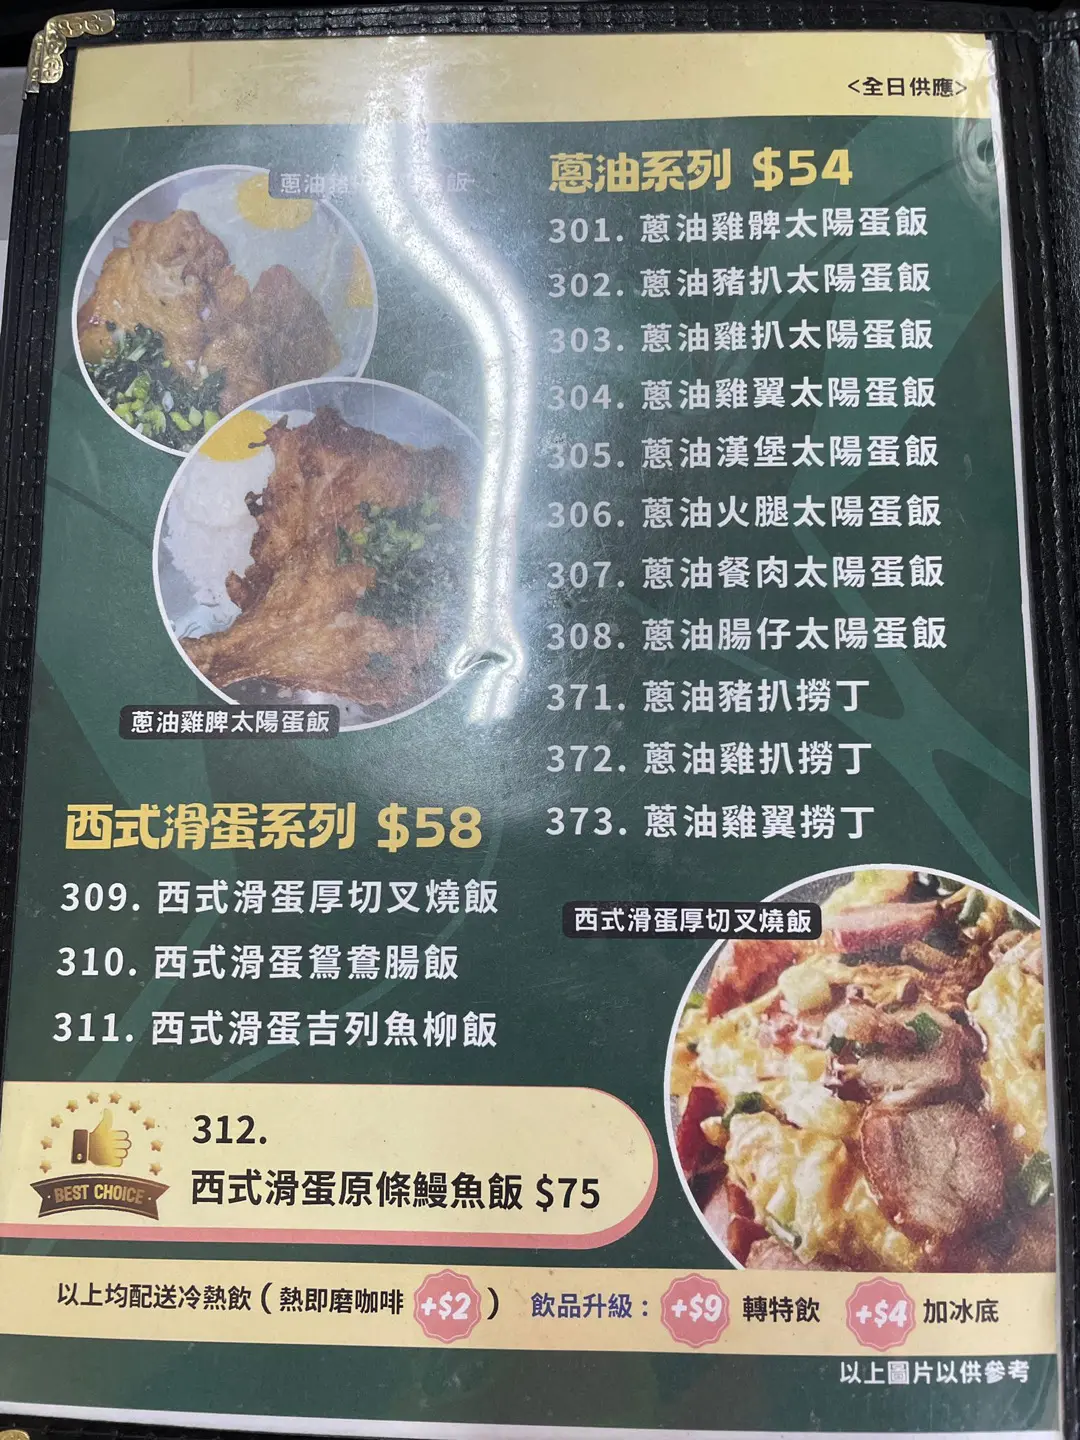 <全日供應>
蔥油豬
飯
蔥油系列 $54
301. 蔥油雞髀太陽蛋飯
302. 蔥油豬扒太陽蛋飯
303. 蔥油雞扒太陽蛋飯
304. 蔥油雞翼太陽蛋飯
305. 蔥油漢堡太陽蛋飯
306. 蔥油火腿太陽蛋飯
307. 蔥油餐肉太陽蛋飯
308. 蔥油腸仔太陽蛋飯
371. 蔥油豬扒撈丁
372. 蔥油雞扒撈丁
373. 蔥油雞翼撈丁
蔥油雞脾太陽蛋飯
西式滑蛋系列 $58
309. 西式滑蛋厚切叉燒飯
310. 西式滑蛋鴛鴦腸飯
311. 西式滑蛋吉列魚柳飯
西式滑蛋厚切叉燒飯
BEST CHOICE
312.
西式滑蛋原條鰻魚飯 $75
以上均配送冷熱飲（熱即磨咖啡 +$2） 飲品升級： +$9 轉特飲 +$4 加冰底
以上圖片以供參考